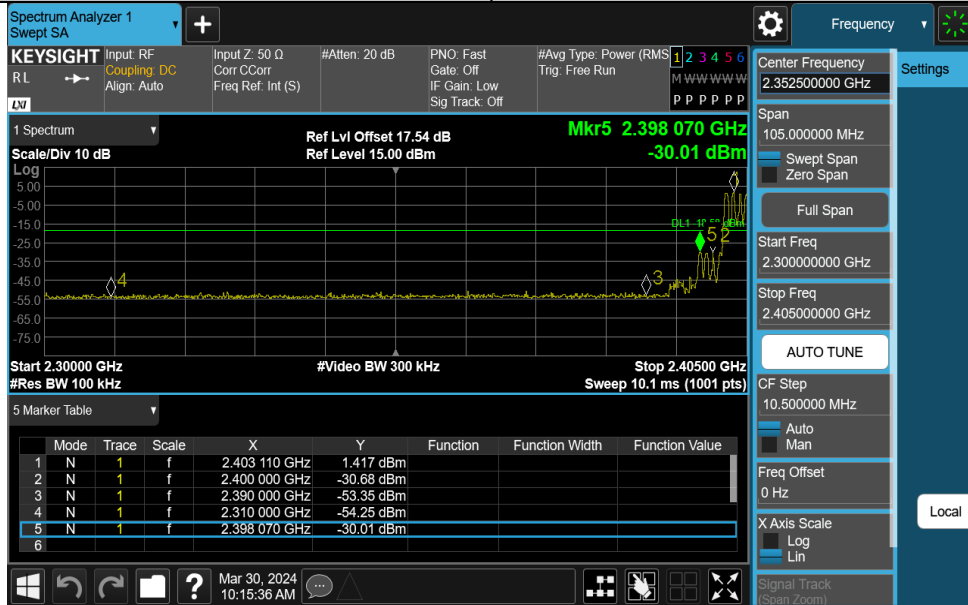 Spectrum Analyzer 1
Swept SA
Frequency
KEYSIGHT
Input: RF
Coupling: DC
Align: Auto
Input Z: 50 Ω
Corr CCorr
Freq Ref: Int (S)
#Atten: 20 dB
PNO: Fast
Gate: Off
IF Gain: Low
Sig Track: Off
#Avg Type: Power (RMS
Trig: Free Run
1 2 3 4 5 6
M W W W W W
P P P P P P
RL
LXI
Center Frequency
2.352500000 GHz
Settings
1 Spectrum
Ref Lvl Offset 17.54 dB
Mkr5 2.398 070 GHz
Scale/Div 10 dB
Ref Level 15.00 dBm
-30.01 dBm
Log
5.00
-5.00
-15.0
-25.0
-35.0
-45.0
-55.0
-65.0
-75.0
5
2
3
4
Start 2.30000 GHz
#Video BW 300 kHz
Stop 2.40500 GHz
#Res BW 100 kHz
Sweep 10.1 ms (1001 pts)
Span
105.000000 MHz
Swept Span
Zero Span
Full Span
Start Freq
2.300000000 GHz
Stop Freq
2.405000000 GHz
AUTO TUNE
CF Step
10.500000 MHz
Auto
Man
Freq Offset
0 Hz
X Axis Scale
Log
Lin
Signal Track
(Span Zoom)
Local
5 Marker Table
Mode Trace Scale X Y Function Function Width Function Value
1 N 1 f 2.403 110 GHz 1.417 dBm
2 N 1 f 2.400 000 GHz -30.68 dBm
3 N 1 f 2.390 000 GHz -53.35 dBm
4 N 1 f 2.310 000 GHz -54.25 dBm
5 N 1 f 2.398 070 GHz -30.01 dBm
6
Mar 30, 2024
10:15:36 AM